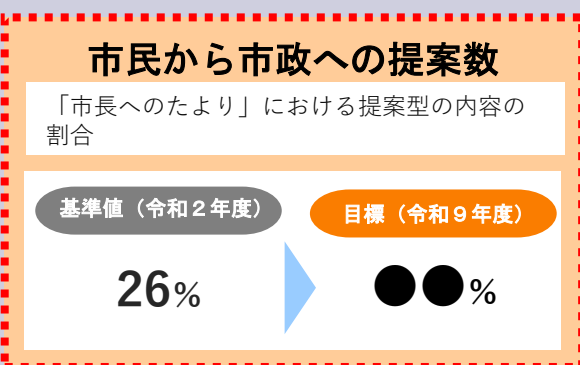 市民から市政への提案数
「市長へのたより」における提案型の内容の
割合
基準値（令和２年度）
目標（令和９年度）
26%
●●%